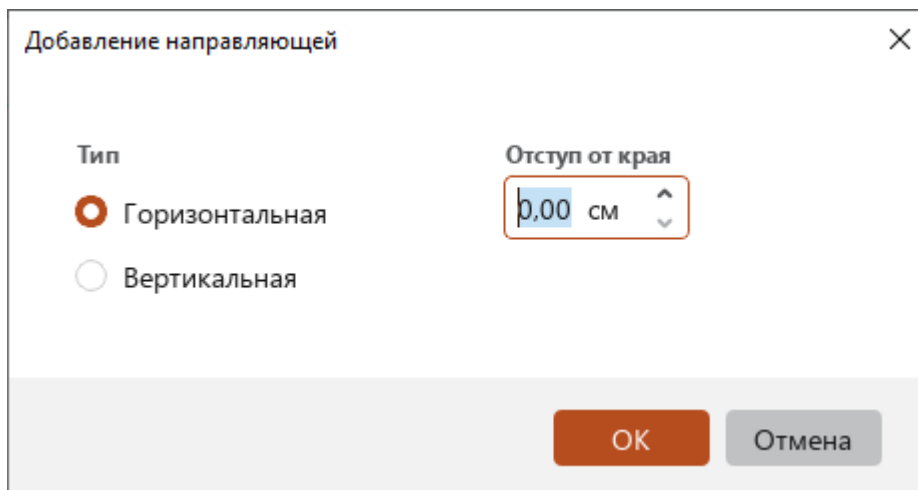 Добавление направляющей
Тип
Отступ от края
Горизонтальная
0,00 см
Вертикальная
ОК
Отмена